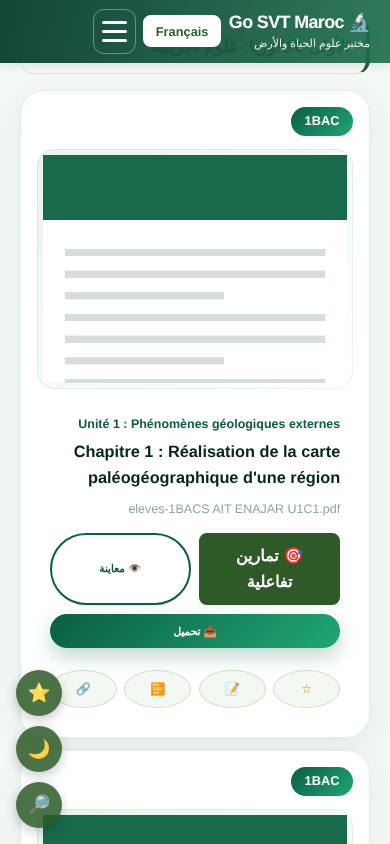 Go SVT Maroc 🔬
مختبر علوم الحياة والأرض
Français
1BAC
Unité 1 : Phénomènes géologiques externes
Chapitre 1 : Réalisation de la carte
paléogéographique d'une région
eleves-1BACS AIT ENAJAR U1C1.pdf
🎯 تمارين
تفاعلية
👁️ معاينة
📥 تحميل
1BAC